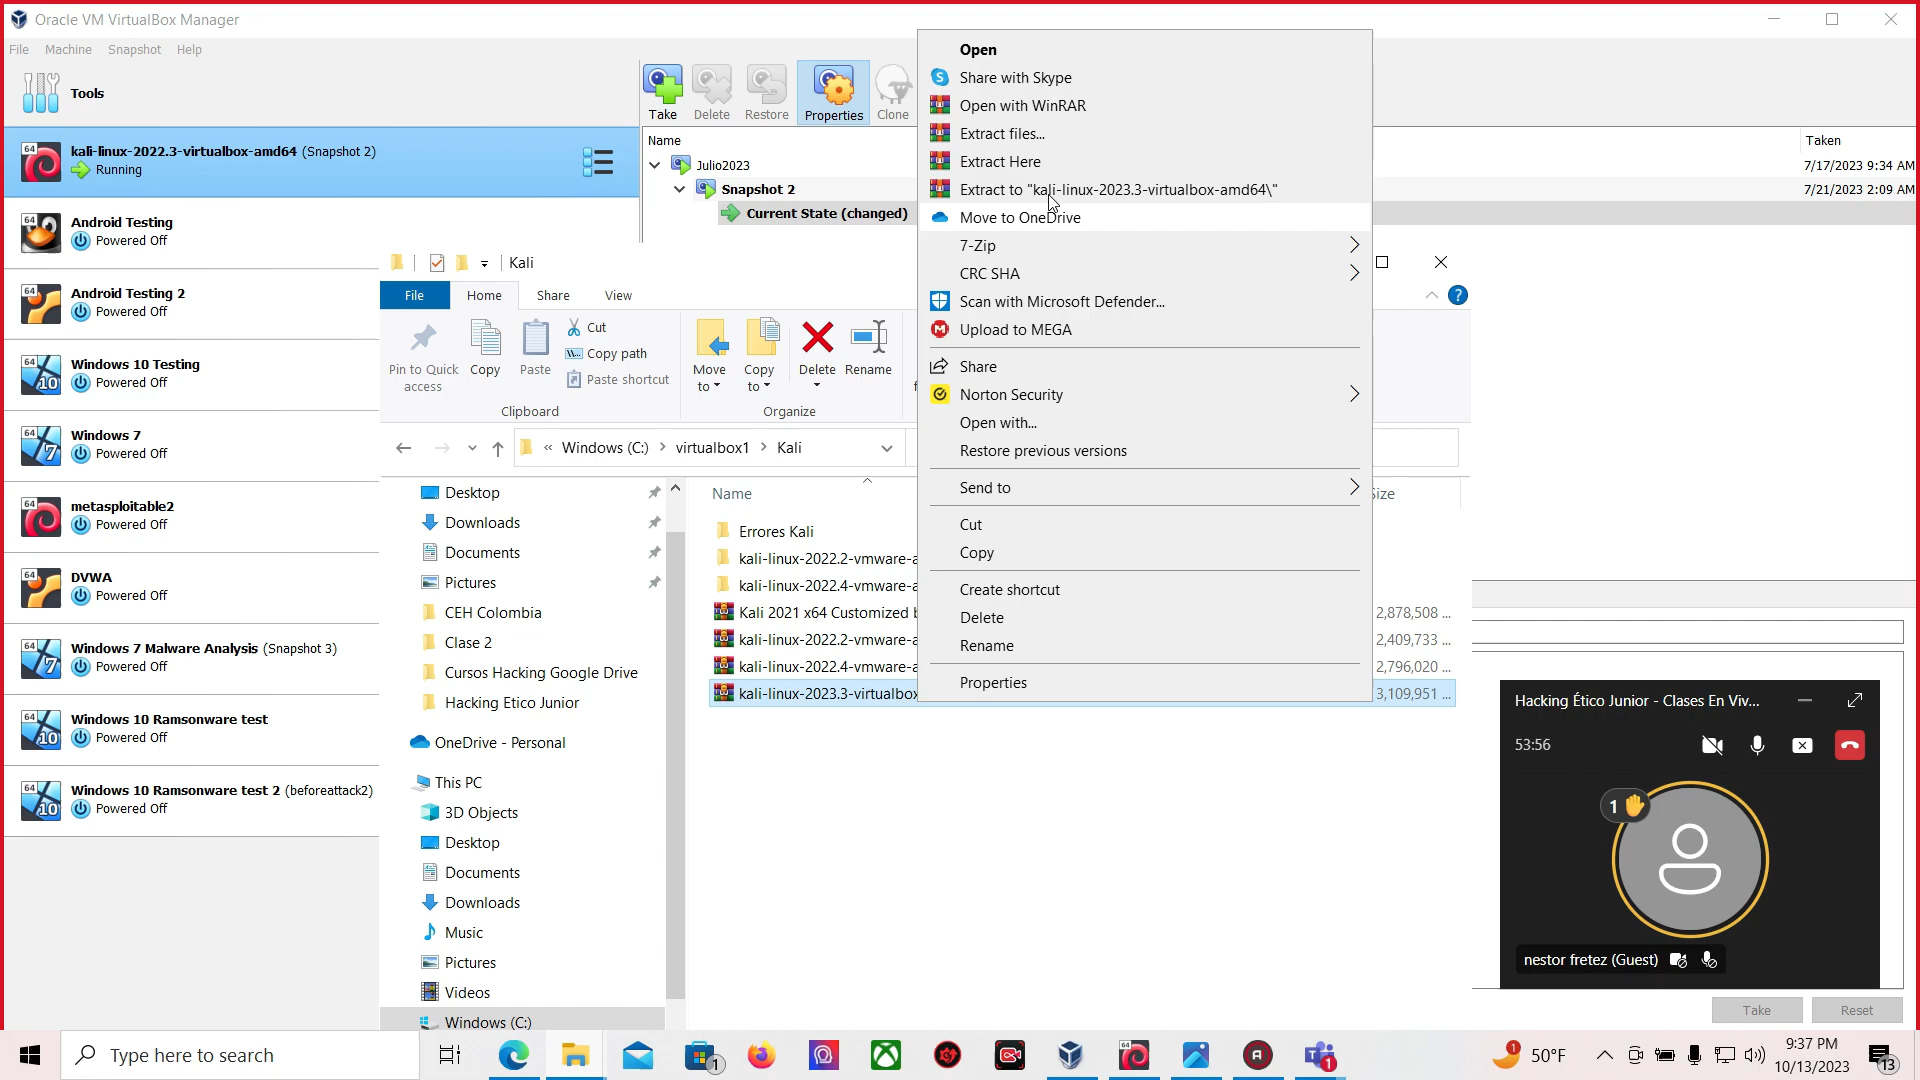 Oracle VM VirtualBox Manager
File Machine Snapshot Help
Tools
Take Delete Restore Properties Clone
kali-linux-2022.3-virtualbox-amd64 (Snapshot 2)
Running
Android Testing
Powered Off
Android Testing 2
Powered Off
Windows 10 Testing
Powered Off
Windows 7
Powered Off
metasploitable2
Powered Off
DVWA
Powered Off
Windows 7 Malware Analysis (Snapshot 3)
Powered Off
Windows 10 Ramsonware test
Powered Off
Windows 10 Ramsonware test 2 (beforeattack2)
Powered Off
Name
Taken
Julio2023
7/17/2023 9:34 AM
Snapshot 2
7/21/2023 2:09 AM
Current State (changed)
Kali
File Home Share View
Pin to Quick access
Copy
Paste
Cut
Copy path
Paste shortcut
Clipboard
Move to
Copy to
Delete
Rename
Organize
« Windows (C:) > virtualbox1 > Kali
Desktop
Downloads
Documents
Pictures
CEH Colombia
Clase 2
Cursos Hacking Google Drive
Hacking Etico Junior
OneDrive - Personal
This PC
3D Objects
Desktop
Documents
Downloads
Music
Pictures
Videos
Windows (C:)
Name
Size
Errores Kali
kali-linux-2022.2-vmware-a
kali-linux-2022.4-vmware-a
Kali 2021 x64 Customized b
2,878,508 ...
kali-linux-2022.2-vmware-a
2,409,733 ...
kali-linux-2022.4-vmware-a
2,796,020 ...
kali-linux-2023.3-virtualbox
3,109,951 ...
Open
Share with Skype
Open with WinRAR
Extract files...
Extract Here
Extract to "kali-linux-2023.3-virtualbox-amd64\"
Move to OneDrive
7-Zip
CRC SHA
Scan with Microsoft Defender...
Upload to MEGA
Share
Norton Security
Open with...
Restore previous versions
Send to
Cut
Copy
Create shortcut
Delete
Rename
Properties
Hacking Ético Junior - Clases En Viv...
53:56
1
nestor fretez (Guest)
Take Reset
Type here to search
50°F
9:37 PM
10/13/2023
13